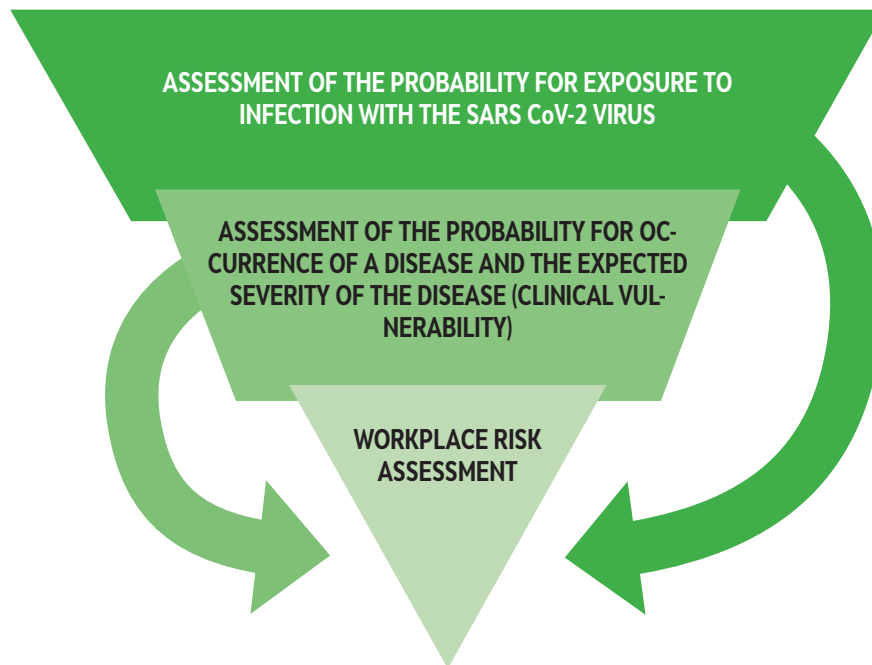 ASSESSMENT OF THE PROBABILITY FOR EXPOSURE TO
INFECTION WITH THE SARS CoV-2 VIRUS
ASSESSMENT OF THE PROBABILITY FOR OC-
CURRENCE OF A DISEASE AND THE EXPECTED
SEVERITY OF THE DISEASE (CLINICAL VUL-
NERABILITY)
WORKPLACE RISK
ASSESSMENT